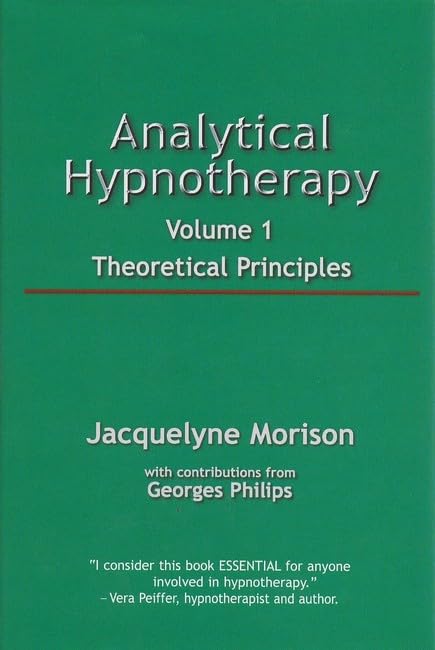 Analytical
Hypnotherapy
Volume 1
Theoretical Principles
Jacquelyne Morison
with contributions from
Georges Philips
"I consider this book ESSENTIAL for anyone
involved in hypnotherapy."
– Vera Peiffer, hypnotherapist and author.